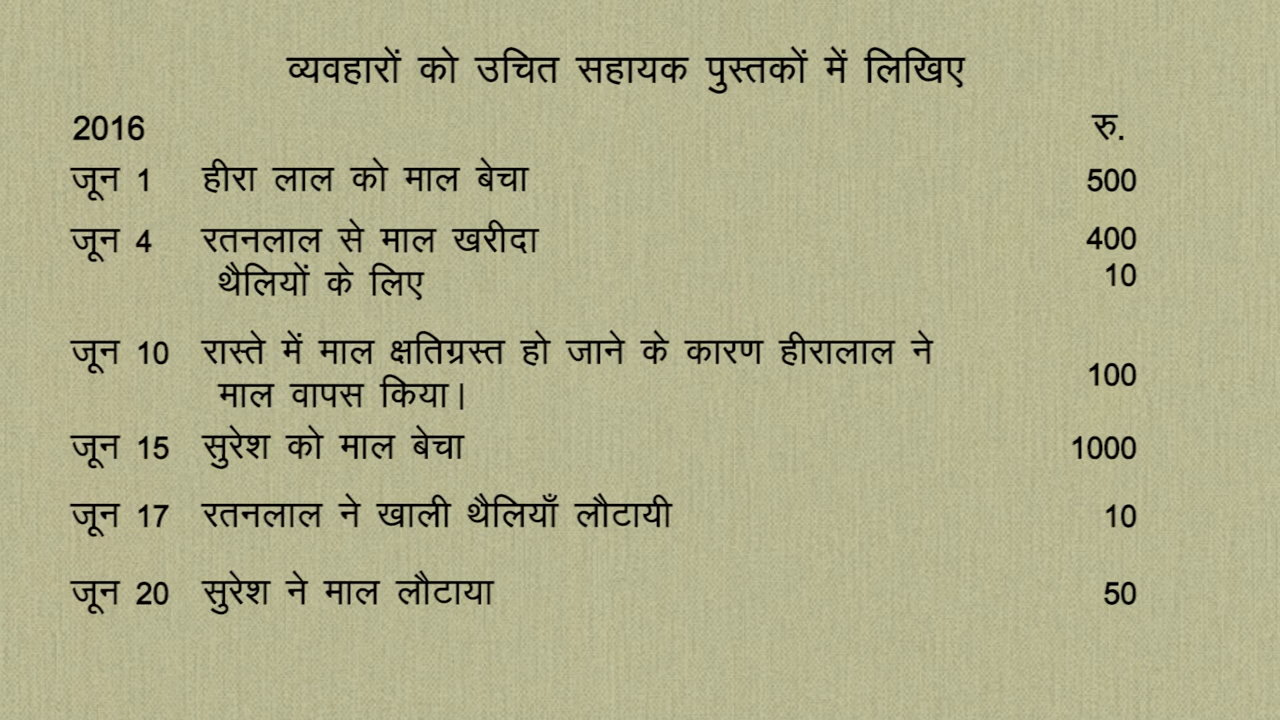 व्यवहारों को उचित सहायक पुस्तकों में लिखिए
2016 रु.
जून 1 हीरा लाल को माल बेचा 500
जून 4 रतनलाल से माल खरीदा 400
थैलियों के लिए 10
जून 10 रास्ते में माल क्षतिग्रस्त हो जाने के कारण हीरालाल ने
माल वापस किया। 100
जून 15 सुरेश को माल बेचा 1000
जून 17 रतनलाल ने खाली थैलियाँ लौटायी 10
जून 20 सुरेश ने माल लौटाया 50